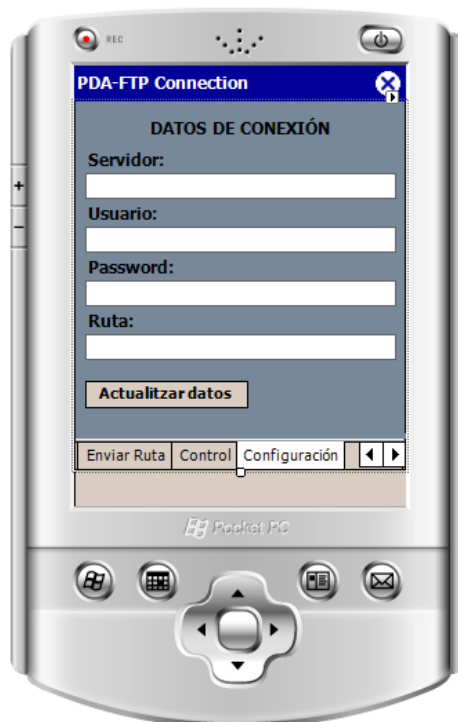 REC
PDA-FTP Connection
DATOS DE CONEXIÓN
Servidor:
Usuario:
Password:
Ruta:
Actualitzar datos
Enviar Ruta Control Configuración
Pocket PC